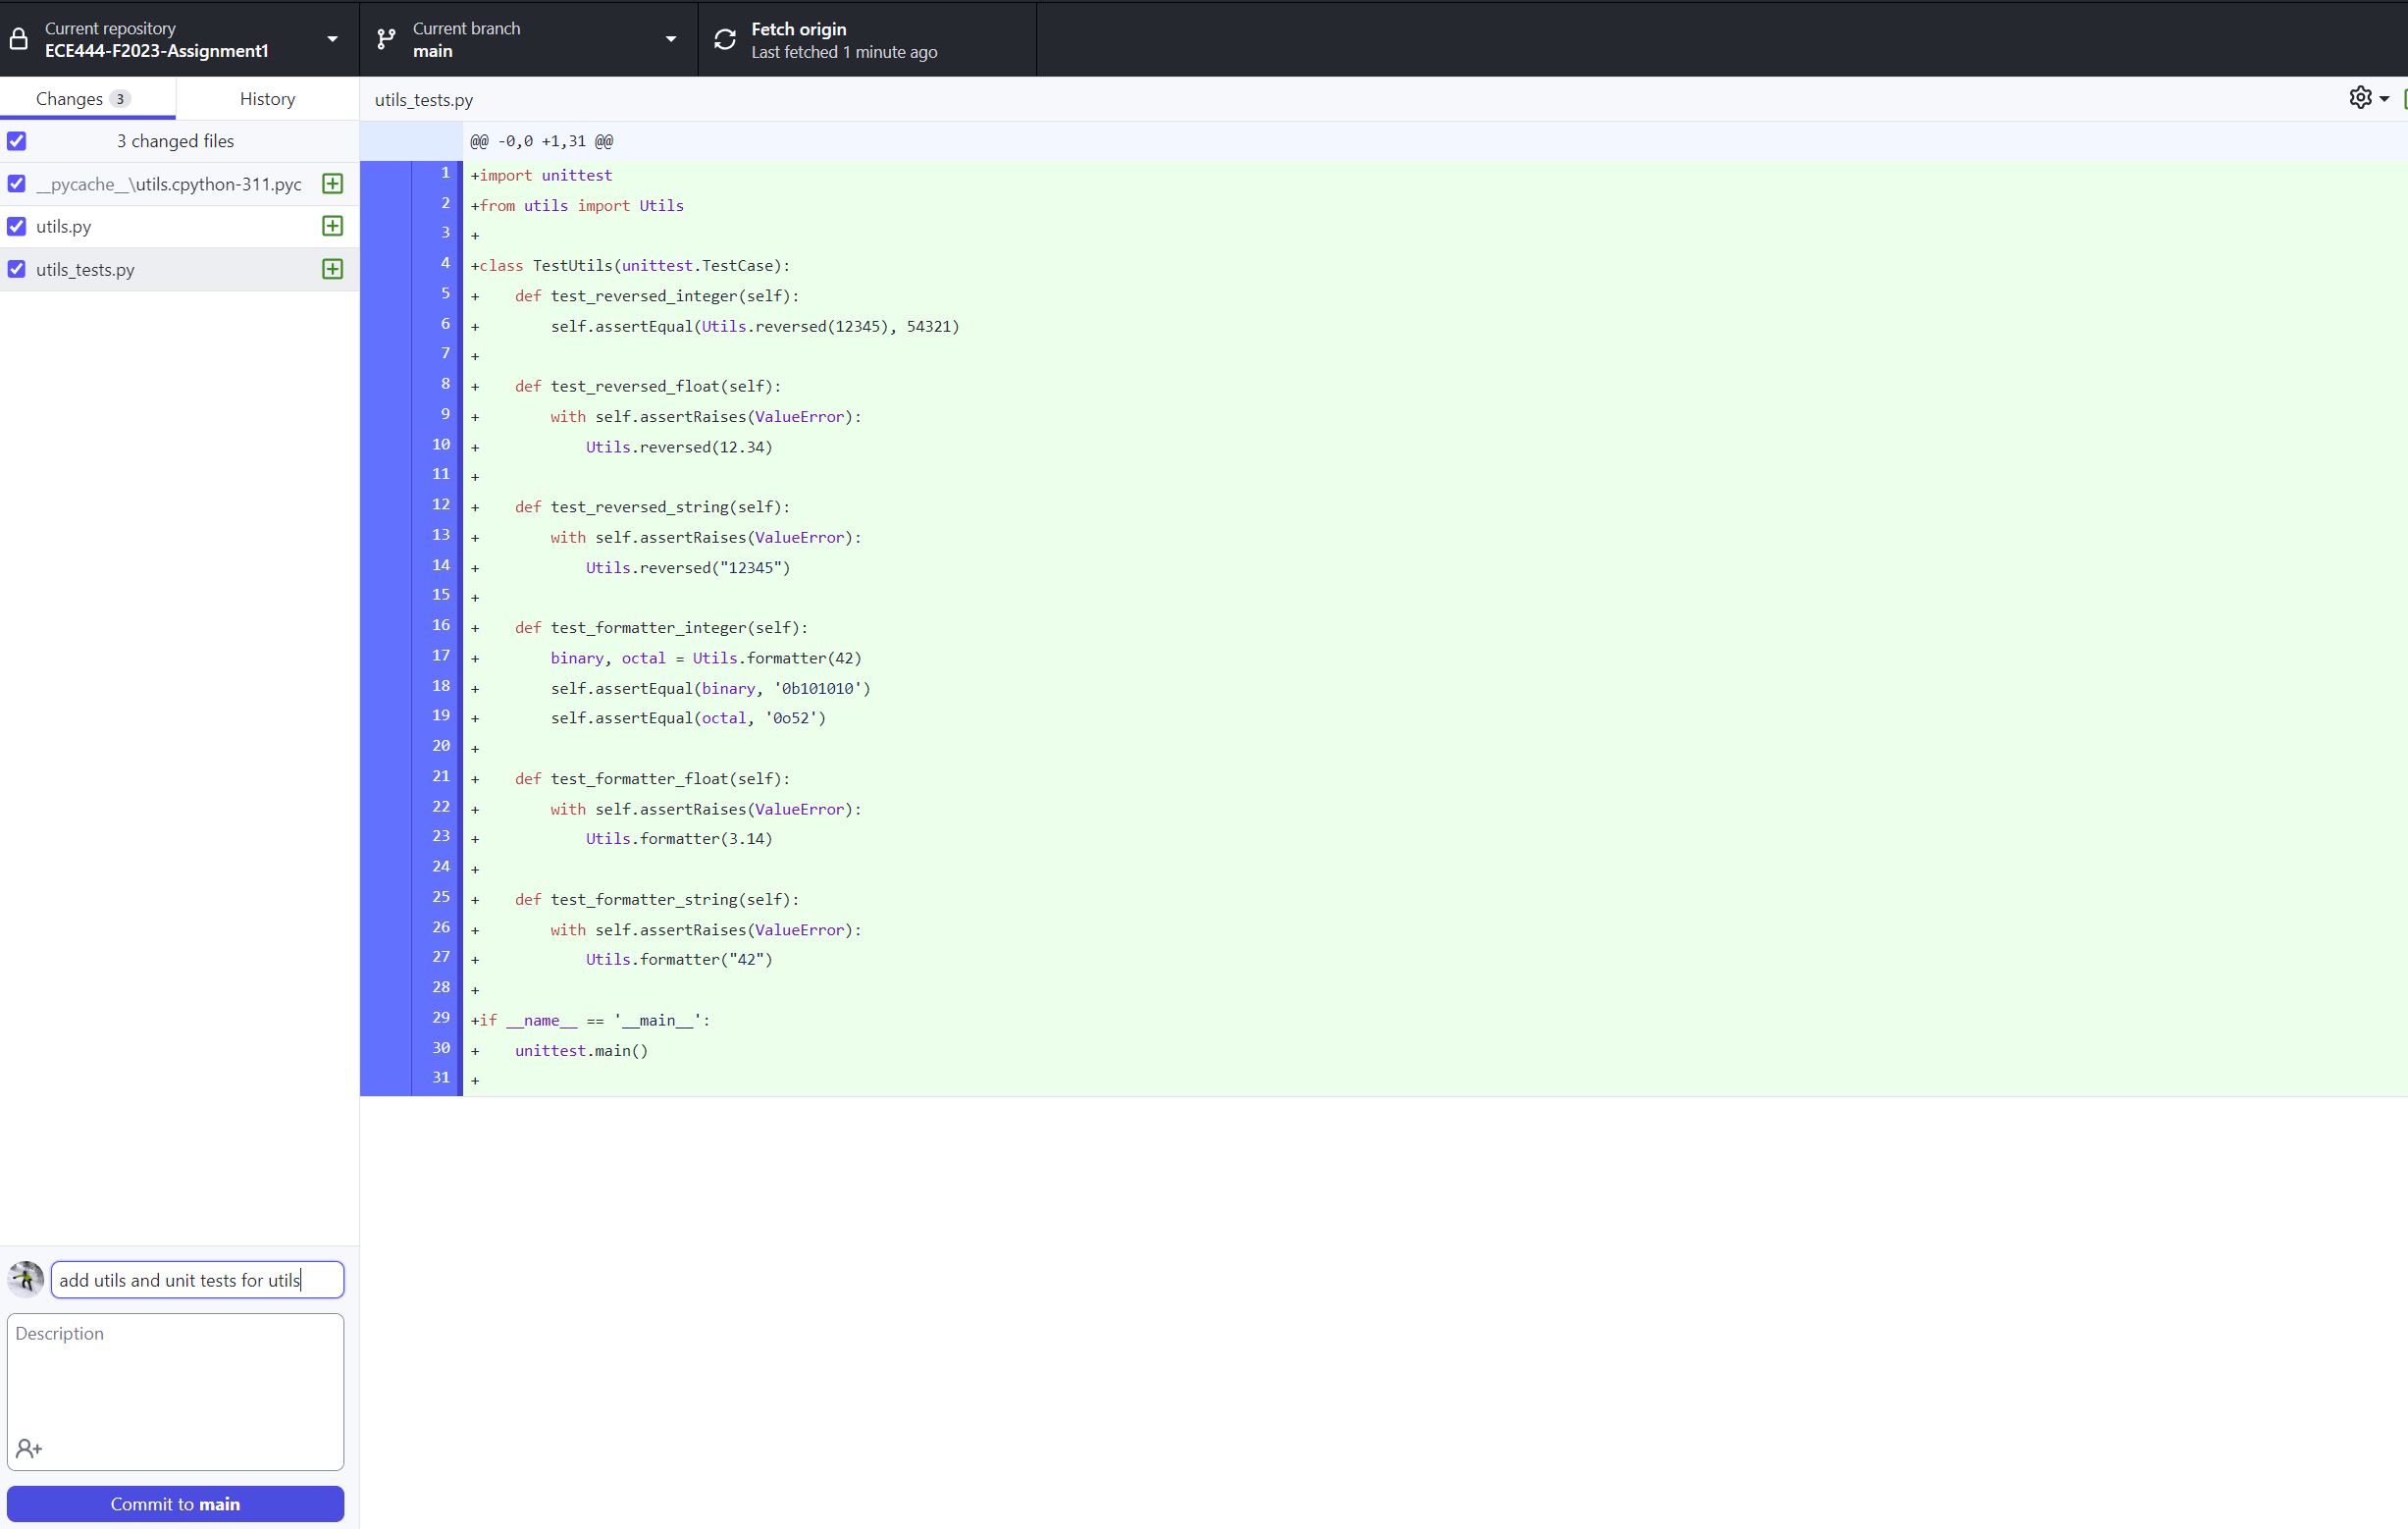 Current repository
ECE444-F2023-Assignment1
Current branch
main
Fetch origin
Last fetched 1 minute ago
Changes 3
History
3 changed files
__pycache__\utils.cpython-311.pyc
utils.py
utils_tests.py
utils_tests.py
@@ -0,0 +1,31 @@
1 +import unittest
2 +from utils import Utils
3 +
4 +class TestUtils(unittest.TestCase):
5 +    def test_reversed_integer(self):
6 +        self.assertEqual(Utils.reversed(12345), 54321)
7 +
8 +    def test_reversed_float(self):
9 +        with self.assertRaises(ValueError):
10 +            Utils.reversed(12.34)
11 +
12 +    def test_reversed_string(self):
13 +        with self.assertRaises(ValueError):
14 +            Utils.reversed("12345")
15 +
16 +    def test_formatter_integer(self):
17 +        binary, octal = Utils.formatter(42)
18 +        self.assertEqual(binary, '0b101010')
19 +        self.assertEqual(octal, '0o52')
20 +
21 +    def test_formatter_float(self):
22 +        with self.assertRaises(ValueError):
23 +            Utils.formatter(3.14)
24 +
25 +    def test_formatter_string(self):
26 +        with self.assertRaises(ValueError):
27 +            Utils.formatter("42")
28 +
29 +if __name__ == '__main__':
30 +    unittest.main()
31 +
add utils and unit tests for utils
Description
Commit to main